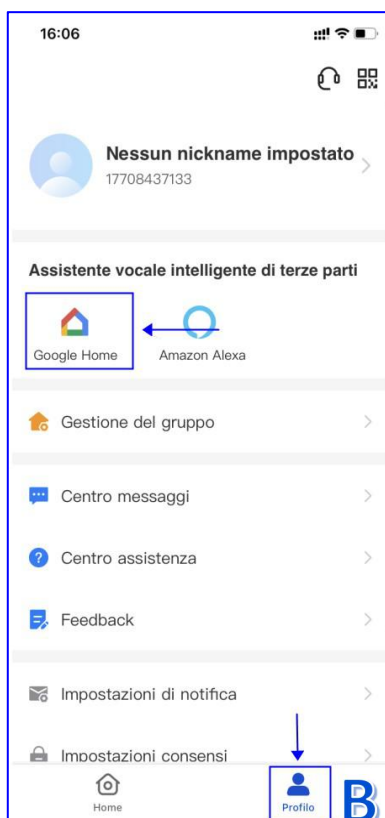 16:06
Nessun nickname impostato
17708437133
Assistente vocale intelligente di terze parti
Google Home
Amazon Alexa
Gestione del gruppo
Centro messaggi
Centro assistenza
Feedback
Impostazioni di notifica
Impostazioni consensi
Home
Profilo
B